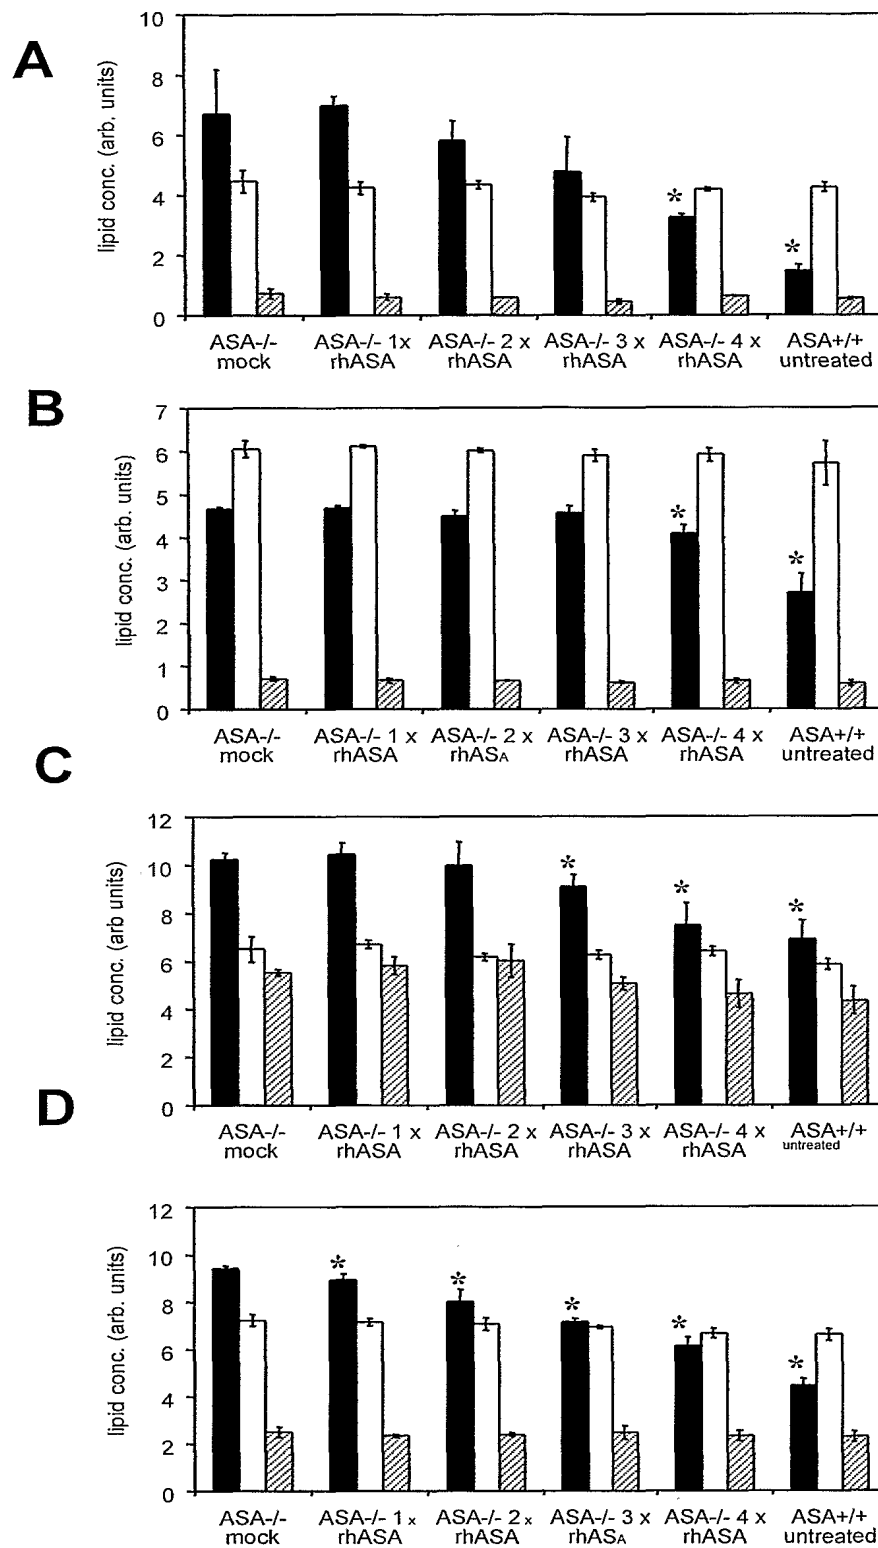 A
10
8
6
4
2
0
lipid conc. (arb. units)
* *
ASA-/- ASA-/- 1x ASA-/- 2 x ASA-/- 3 x ASA-/- 4 x ASA+/+
mock rhASA rhASA rhASA rhASA untreated
B
7
6
5
4
3
2
1
0
lipid conc. (arb. units)
* *
ASA-/- ASA-/- 1 x ASA-/- 2 x ASA-/- 3 x ASA-/- 4 x ASA+/+
mock rhASA rhASA rhASA rhASA untreated
C
12
10
8
6
4
2
0
lipid conc. (arb units)
* * *
ASA-/- ASA-/- 1 x ASA-/- 2 x ASA-/- 3 x ASA-/- 4 x ASA+/+
mock rhASA rhASA rhASA rhASA untreated
D
12
10
8
6
4
2
0
lipid conc. (arb. units)
* * * * *
ASA-/- ASA-/- 1 x ASA-/- 2 x ASA-/- 3 x ASA-/- 4 x ASA+/+
mock rhASA rhASA rhASA rhASA untreated